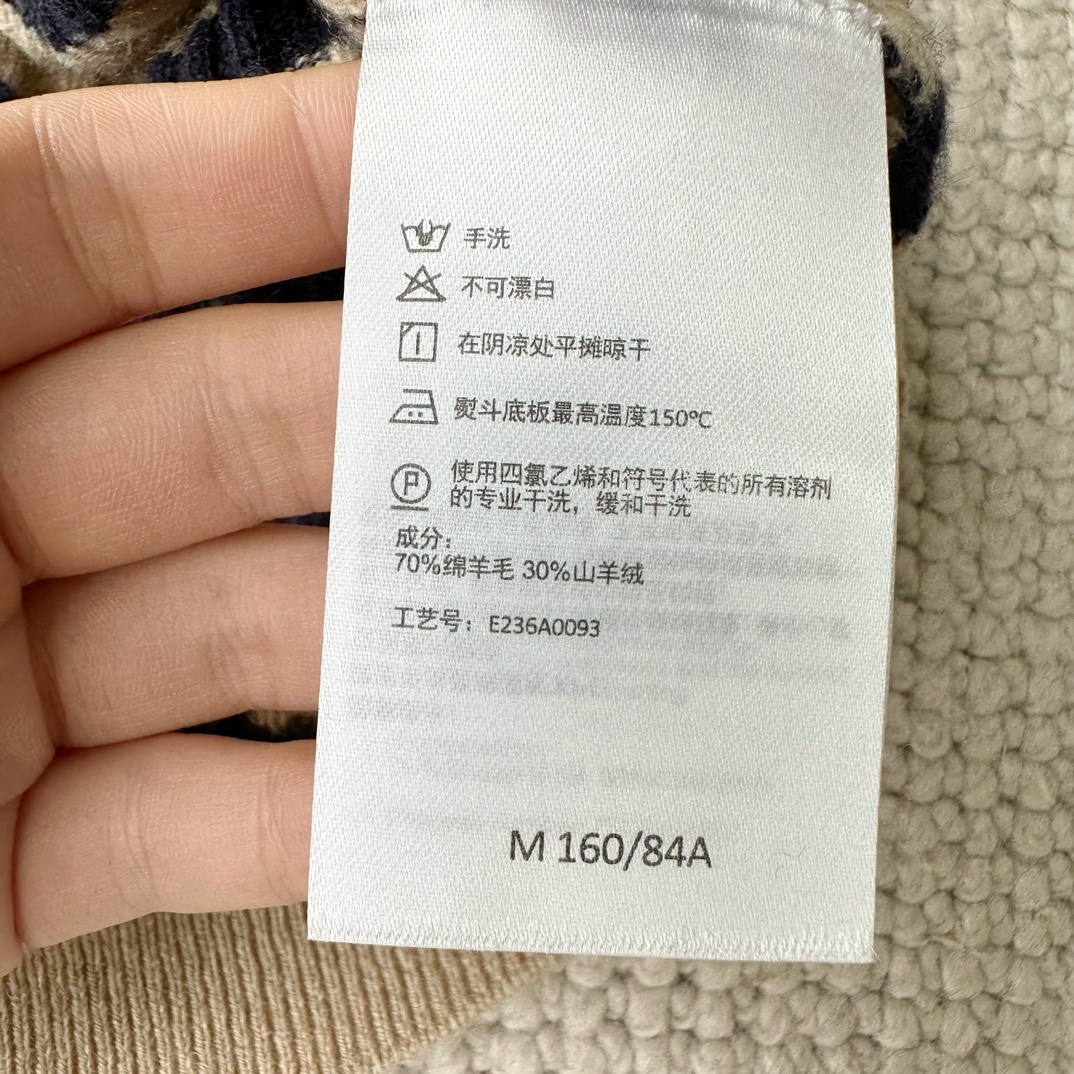 手洗
不可漂白
在阴凉处平摊晾干
熨斗底板最高温度150℃
P
使用四氯乙烯和符号代表的所有溶剂
的专业干洗，缓和干洗
成分：
70%绵羊毛 30%山羊绒
工艺号：E236A0093
M 160/84A